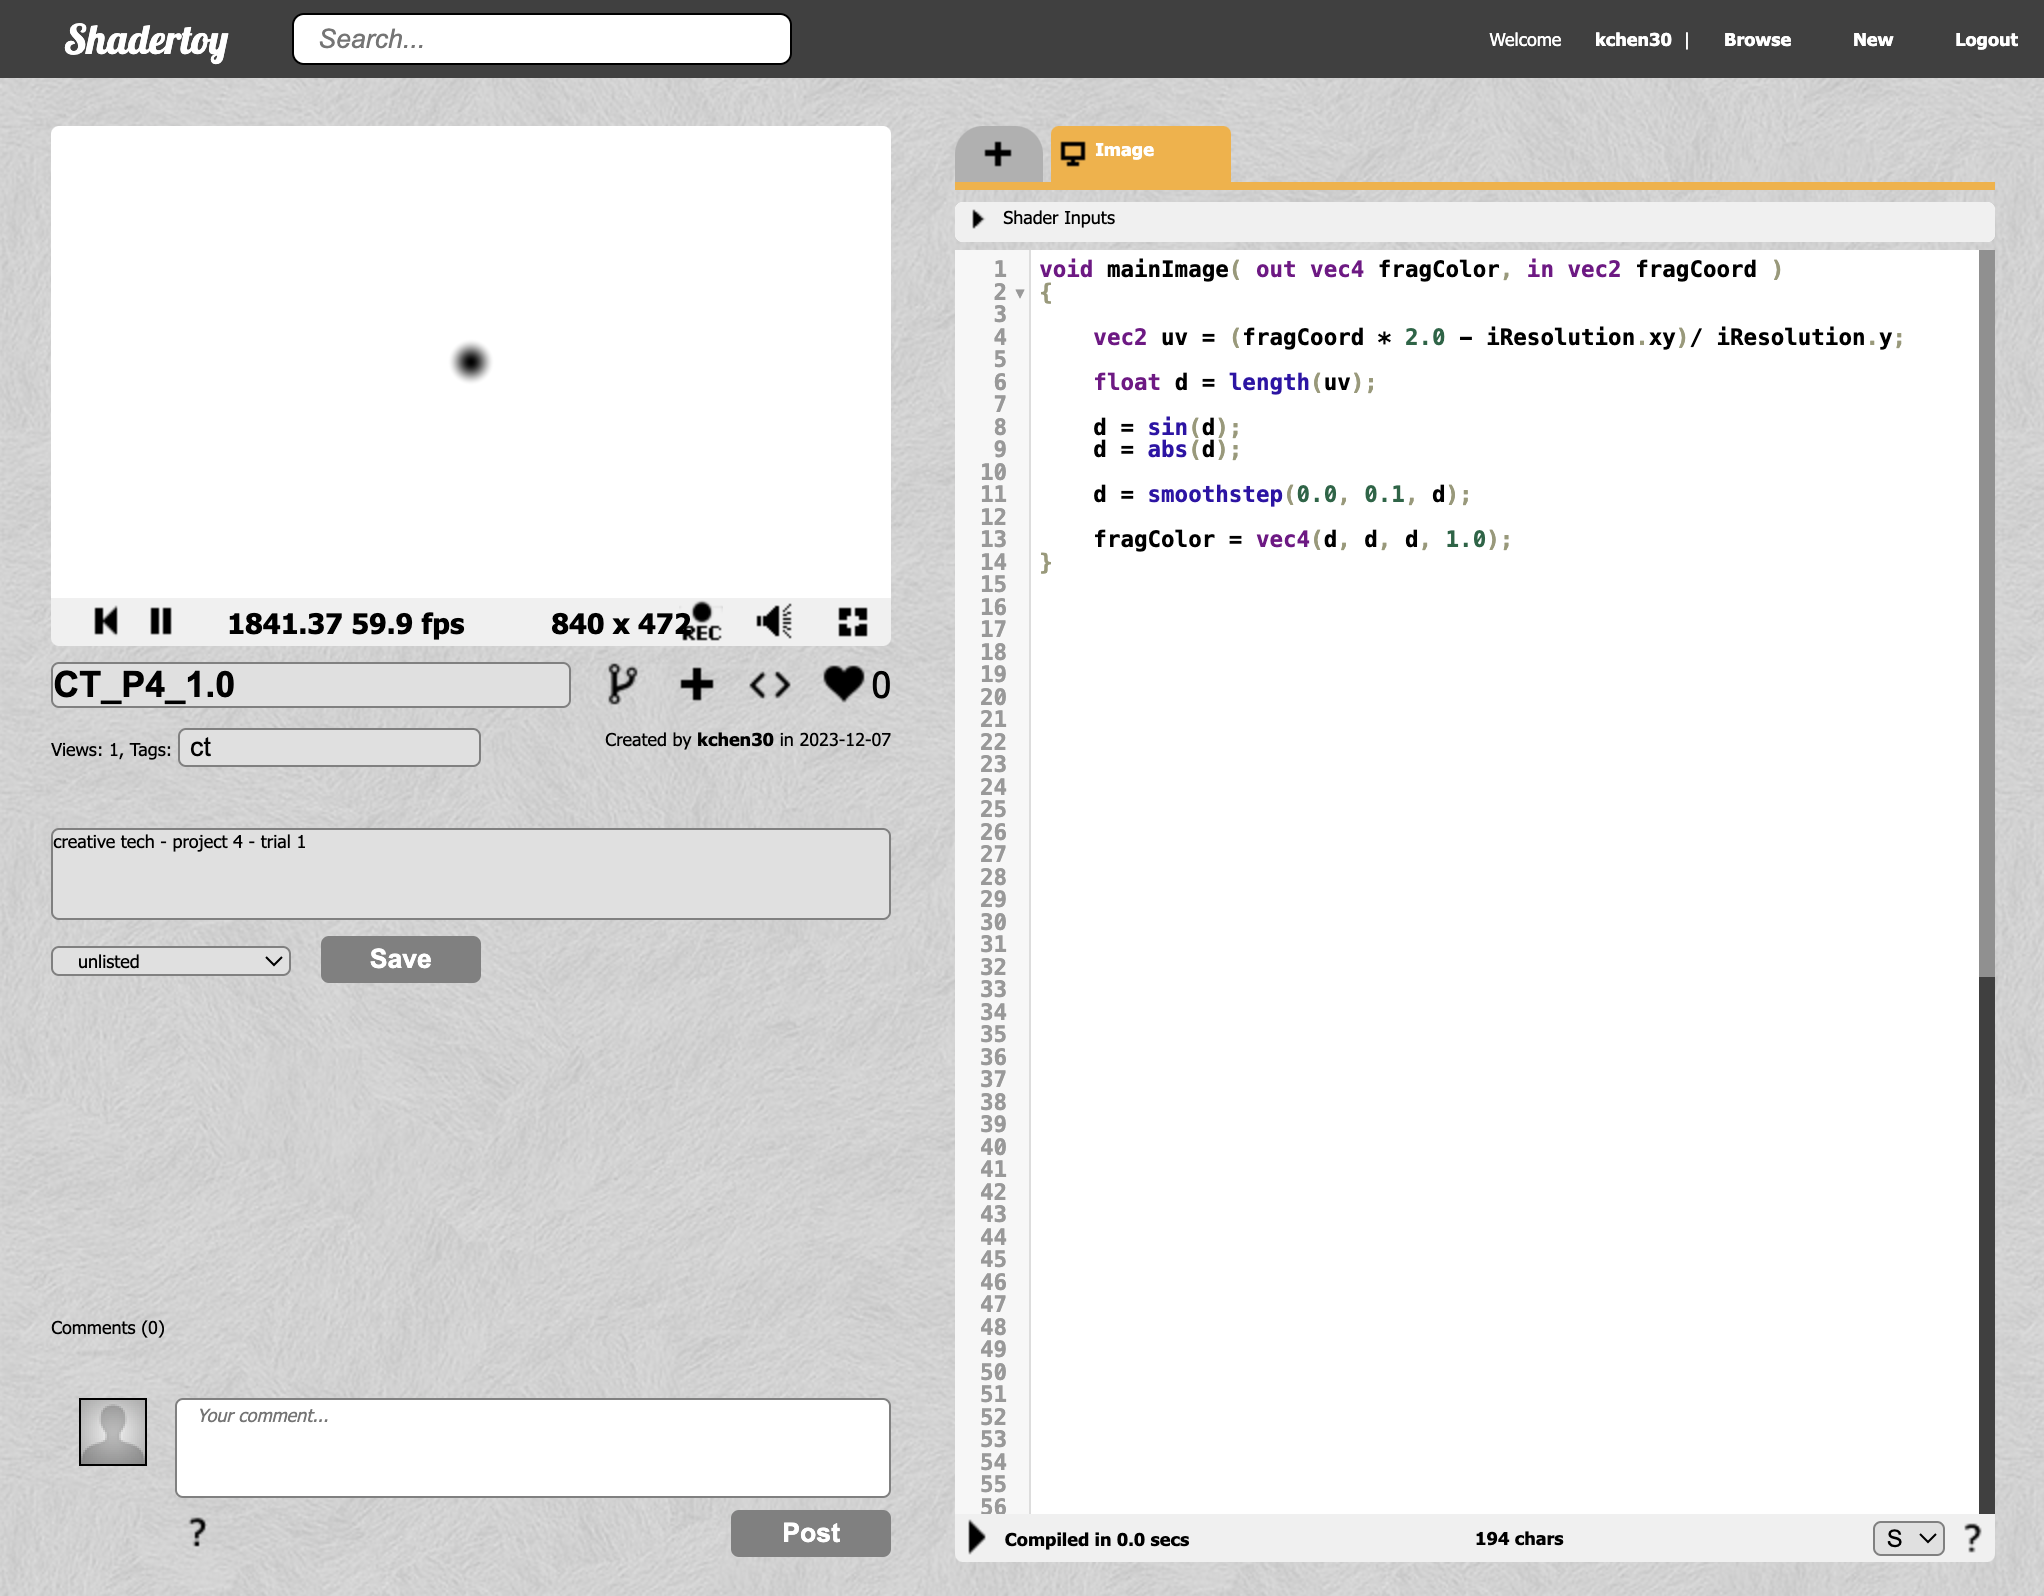 Shadertoy
Search...
Welcome kchen30 | Browse New Logout
1841.37 59.9 fps 840 x 472 REC
CT_P4_1.0
0
Views: 1, Tags: ct
Created by kchen30 in 2023-12-07
creative tech - project 4 - trial 1
unlisted
Save
Comments (0)
Your comment...
?
Post
+ Image
Shader Inputs
1 void mainImage( out vec4 fragColor, in vec2 fragCoord )
2 {
3
4 vec2 uv = (fragCoord * 2.0 - iResolution.xy)/ iResolution.y;
5
6 float d = length(uv);
7
8 d = sin(d);
9 d = abs(d);
10
11 d = smoothstep(0.0, 0.1, d);
12
13 fragColor = vec4(d, d, d, 1.0);
14 }
15
16
17
18
19
20
21
22
23
24
25
26
27
28
29
30
31
32
33
34
35
36
37
38
39
40
41
42
43
44
45
46
47
48
49
50
51
52
53
54
55
56
Compiled in 0.0 secs 194 chars S ?